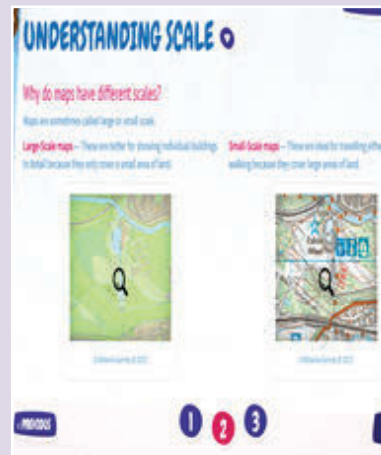 UNDERSTANDING SCALE
Why do maps have different scales?
Maps are sometimes called large or small scale.
Large Scale maps – These are better for showing individual buildings
in detail because they only cover a small area of land.
Small Scale maps – These are ideal for travelling either
walking because they cover large areas of land.
PREVIOUS
1 2 3